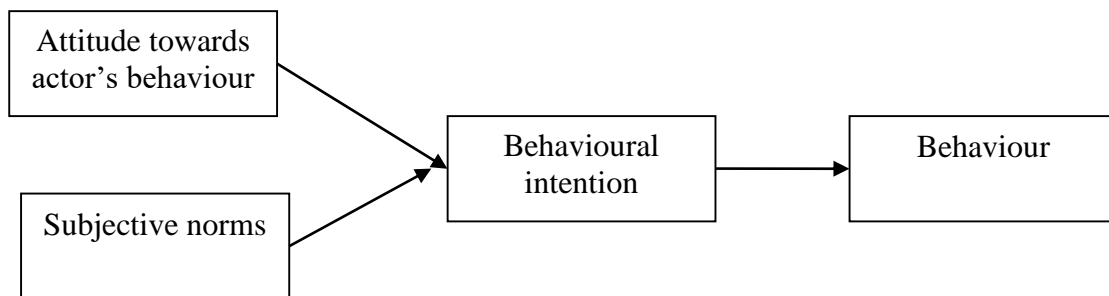 Attitude towards
actor’s behaviour
Behavioural
intention
Behaviour
Subjective norms